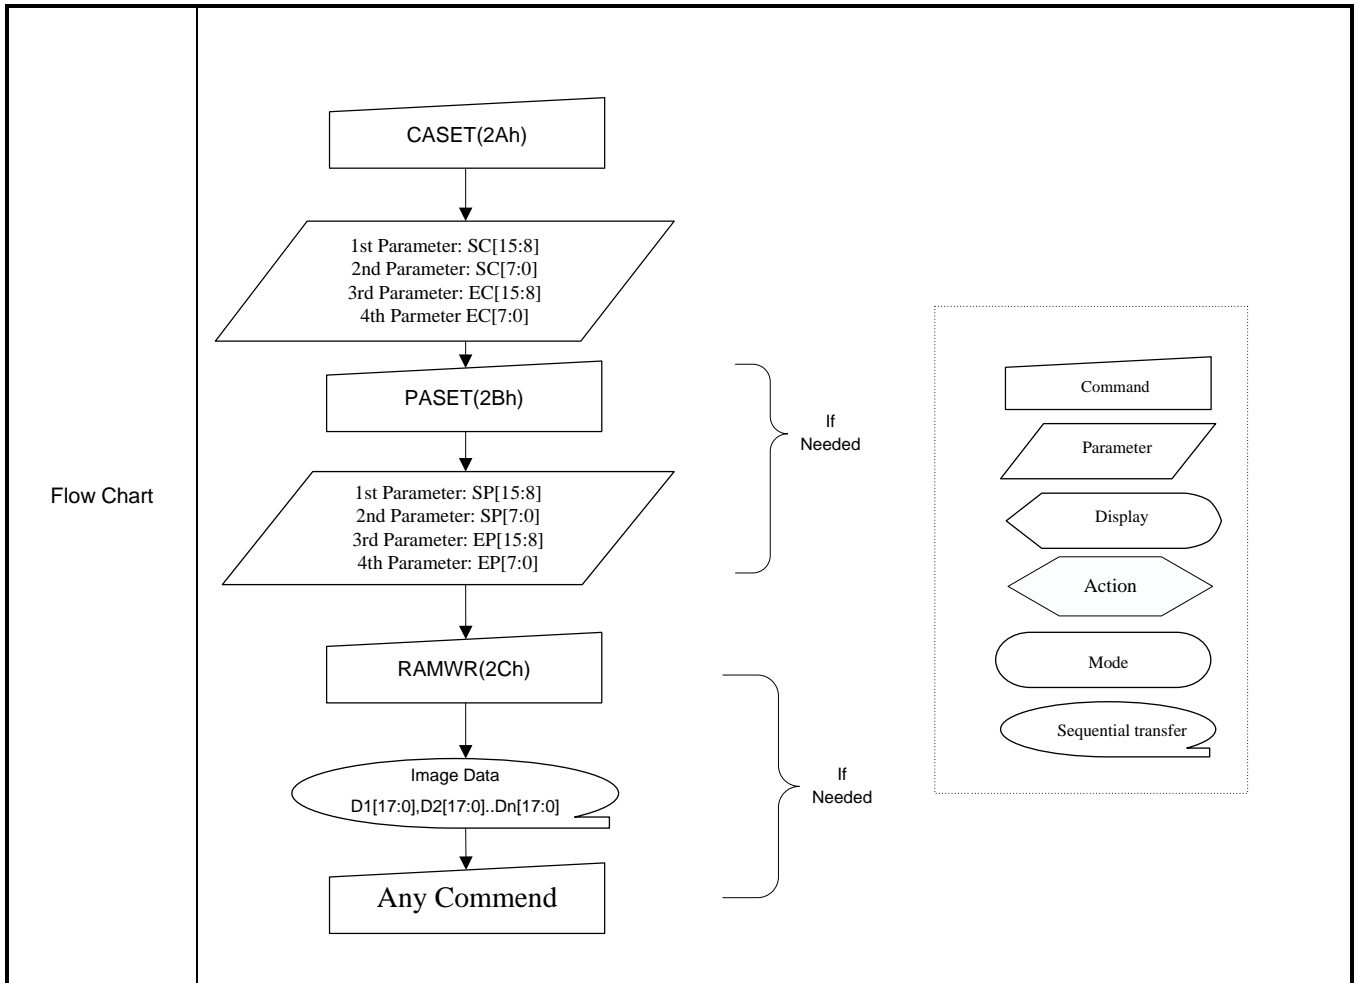 Flow Chart
CASET(2Ah)
1st Parameter: SC[15:8]
2nd Parameter: SC[7:0]
3rd Parameter: EC[15:8]
4th Parmeter EC[7:0]
PASET(2Bh)
1st Parameter: SP[15:8]
2nd Parameter: SP[7:0]
3rd Parameter: EP[15:8]
4th Parameter: EP[7:0]
If
Needed
RAMWR(2Ch)
Image Data
D1[17:0],D2[17:0]..Dn[17:0]
Any Commend
If
Needed
Command
Parameter
Display
Action
Mode
Sequential transfer